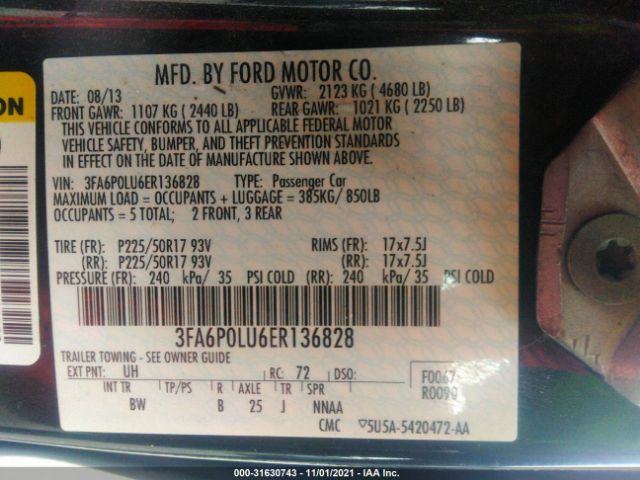 MFD. BY FORD MOTOR CO.
DATE: 08/13 GVWR: 2123 KG ( 4680 LB)
FRONT GAWR: 1107 KG ( 2440 LB) REAR GAWR: 1021 KG ( 2250 LB)
THIS VEHICLE CONFORMS TO ALL APPLICABLE FEDERAL MOTOR
VEHICLE SAFETY, BUMPER, AND THEFT PREVENTION STANDARDS
IN EFFECT ON THE DATE OF MANUFACTURE SHOWN ABOVE.
VIN: 3FA6P0LU6ER136828 TYPE: Passenger Car
MAXIMUM LOAD = OCCUPANTS + LUGGAGE = 385KG/ 850LB
OCCUPANTS = 5 TOTAL; 2 FRONT, 3 REAR
TIRE (FR): P225/50R17 93V RIMS (FR): 17x7.5J
(RR): P225/50R17 93V (RR): 17x7.5J
PRESSURE (FR): 240 kPa/ 35 PSI COLD (RR): 240 kPa/ 35 PSI COLD
3FA6P0LU6ER136828
TRAILER TOWING - SEE OWNER GUIDE
EXT PNT: UH RC: 72 DSO: F0067
INT TR TP/PS R AXLE TR SPR R0090
BW B 25 J NNAA
CMC 5U5A-5420472-AA
ON
000-31630743 - 11/01/2021 - IAA Inc.